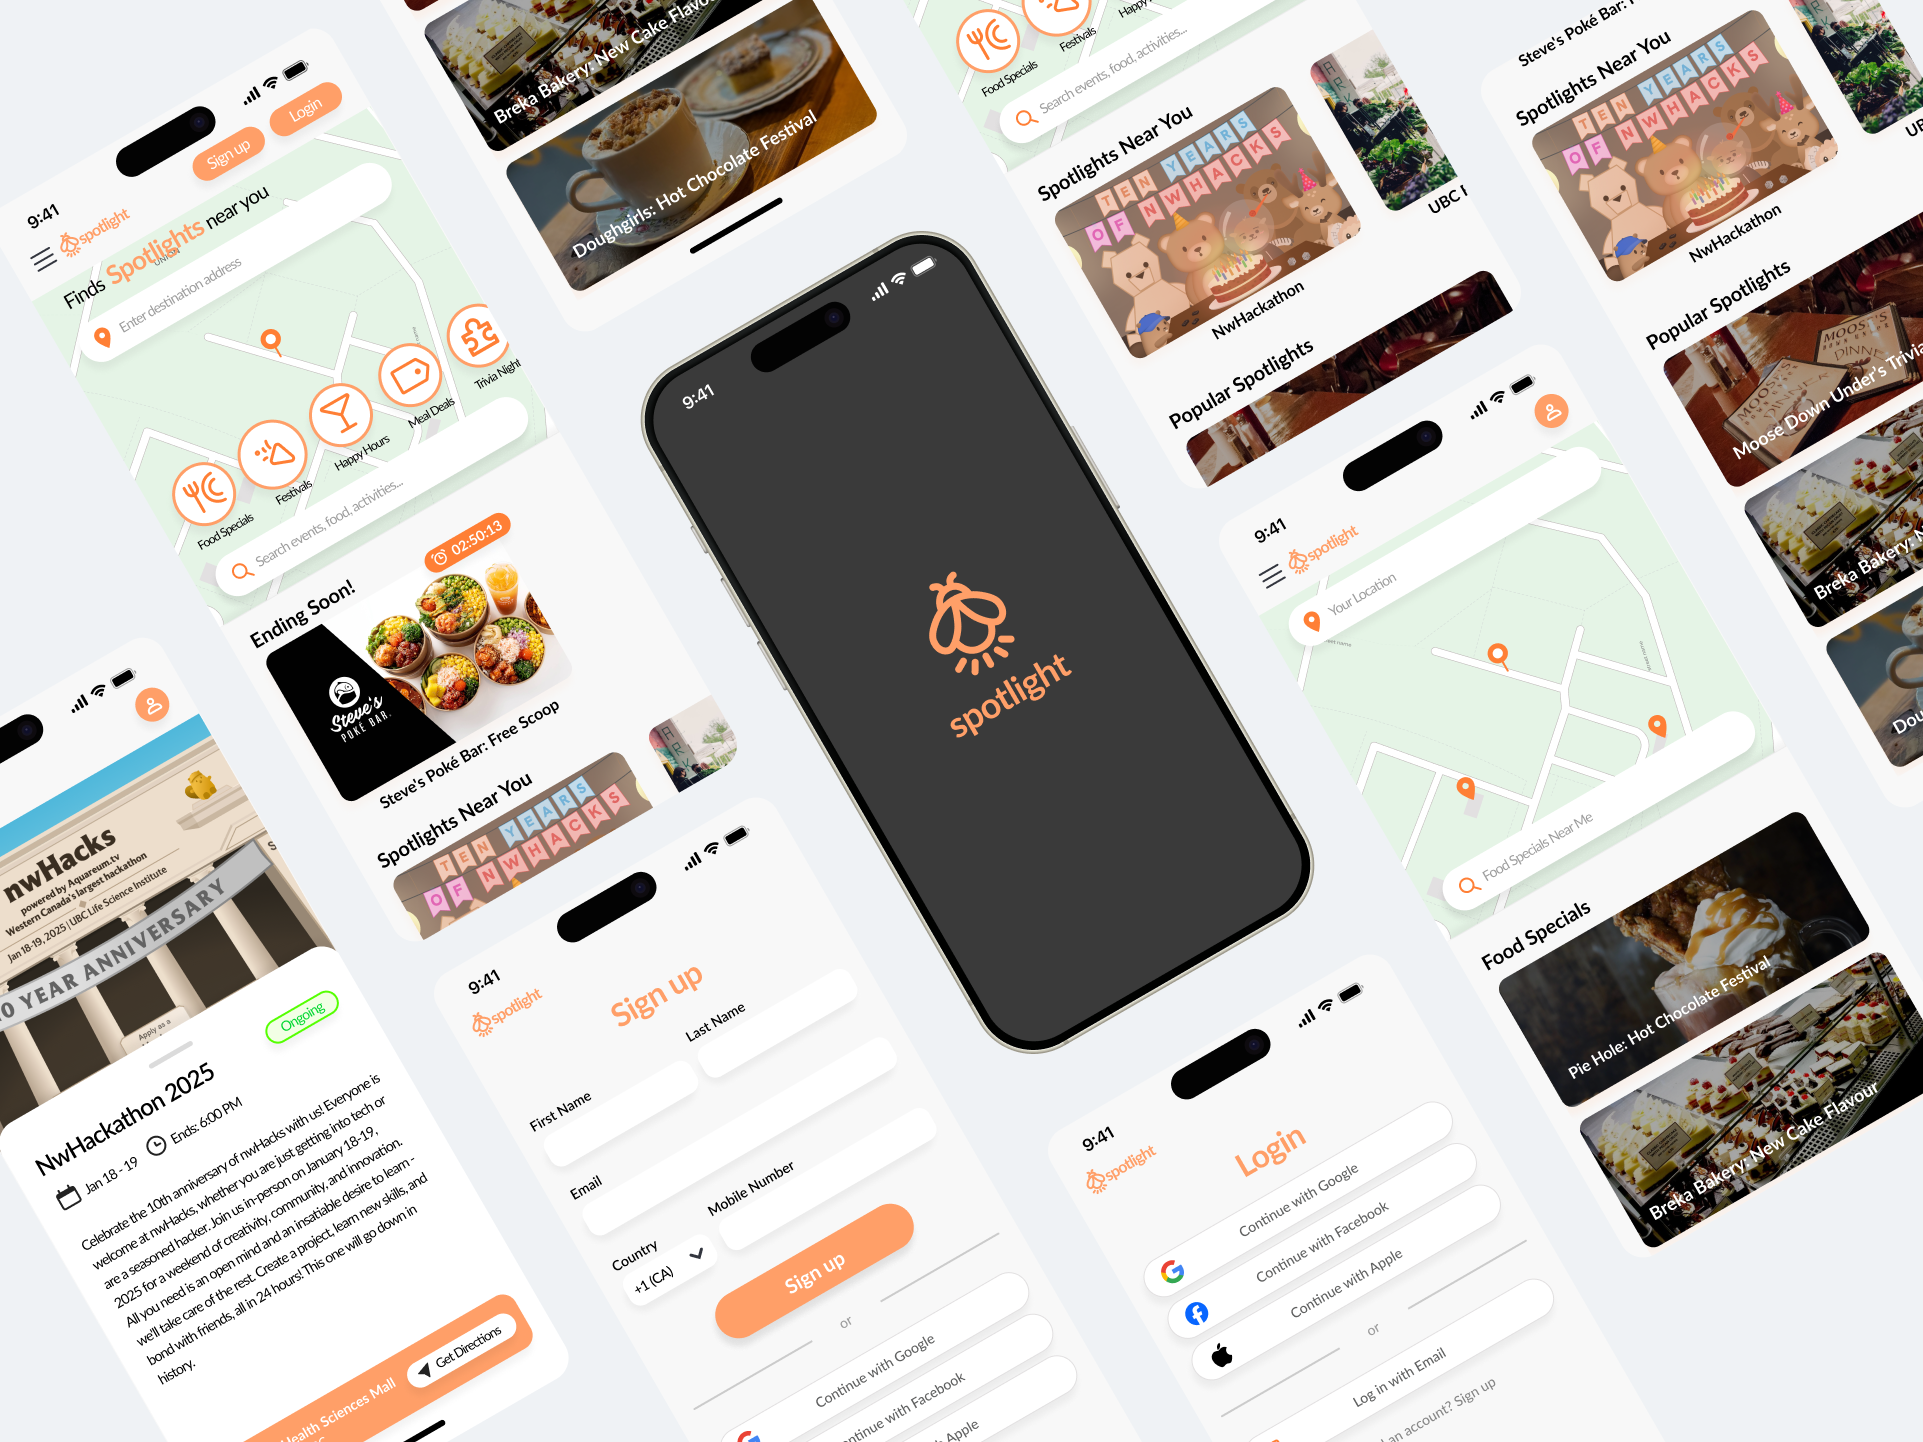 9:41
Sign up
Login
spotlight
Finds Spotlights near you
UNION
Enter destination address
Food Specials
Festivals
Happy Hours
Meal Deals
Trivia Night
Search events, food, activities...
Ending Soon!
02:50:13
Steve's
POKÉ BAR.
Steve's Poké Bar: Free Scoop
Spotlights Near You
TEN YEARS
OF NWHACKS
Breka Bakery: New Cake Flavour
Doughgirls: Hot Chocolate Festival
9:41
spotlight
Food Specials
Festivals
Happy
Search events, food, activities...
Spotlights Near You
TEN YEARS
OF NWHACKS
NwHackathon
UBC
Popular Spotlights
Steve's Poké Bar:
Spotlights Near You
TEN YEARS
OF NWHACKS
NwHackathon
Popular Spotlights
MOOSE'S
DOWN UNDER
DINNER
MOOSE'S
Moose Down Under's Trivia
Breka Bakery: N
Dou
9:41
spotlight
Your Location
street name
Food Specials Near Me
Food Specials
Pie Hole: Hot Chocolate Festival
Breka Bakery: New Cake Flavour
nwHacks
powered by Aquareum.tv
Western Canada's largest hackathon
Jan 18-19, 2025 | UBC Life Science Institute
10 YEAR ANNIVERSARY
Apply as a
Ongoing
NwHackathon 2025
Jan 18 - 19
Ends: 6:00 PM
Celebrate the 10th anniversary of nwHacks with us! Everyone is
welcome at nwHacks, whether you are just getting into tech or
are a seasoned hacker. Join us in-person on January 18-19,
2025 for a weekend of creativity, community, and innovation.
All you need is an open mind and an insatiable desire to learn -
we'll take care of the rest. Create a project, learn new skills, and
bond with friends, all in 24 hours! This one will go down in
history.
Health Sciences Mall
Get Directions
9:41
spotlight
Sign up
First Name
Last Name
Email
Country
+1 (CA)
Mobile Number
Sign up
or
Continue with Google
Continue with Facebook
Apple
9:41
spotlight
Login
Continue with Google
Continue with Facebook
Continue with Apple
or
Log in with Email
an account? Sign up